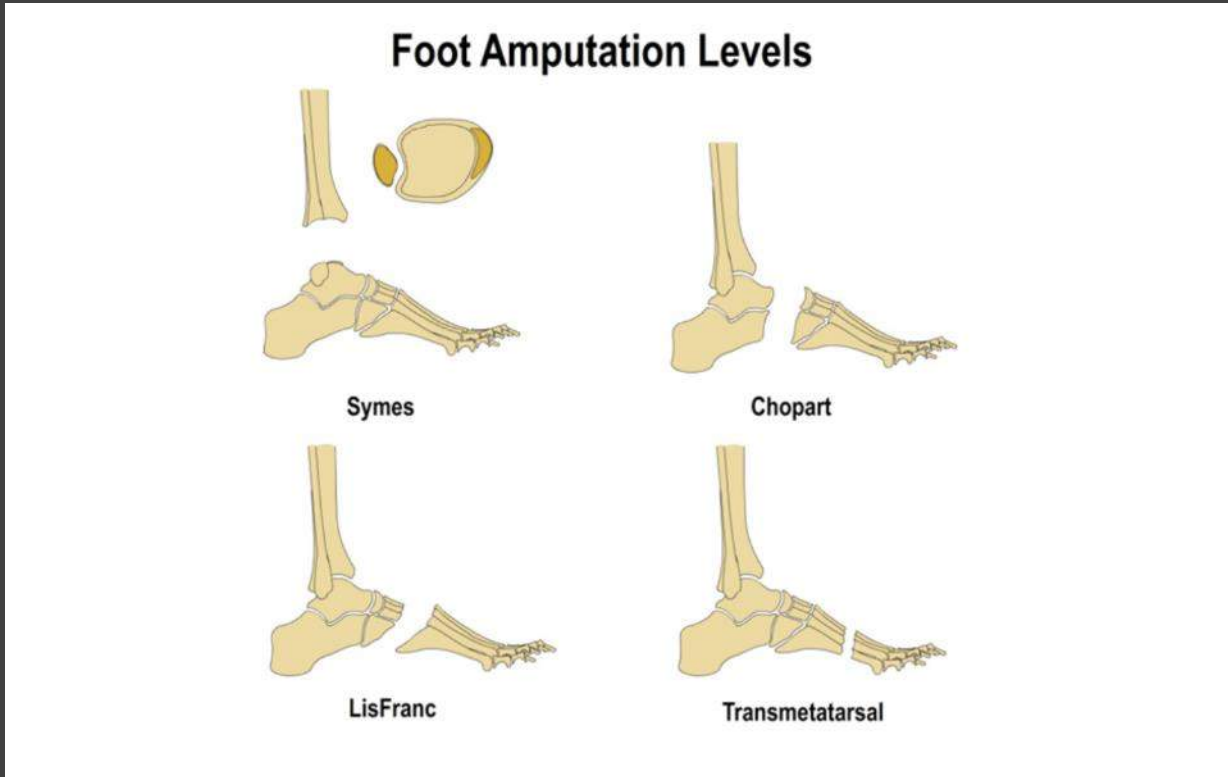 Foot Amputation Levels
Symes
Chopart
LisFranc
Transmetatarsal